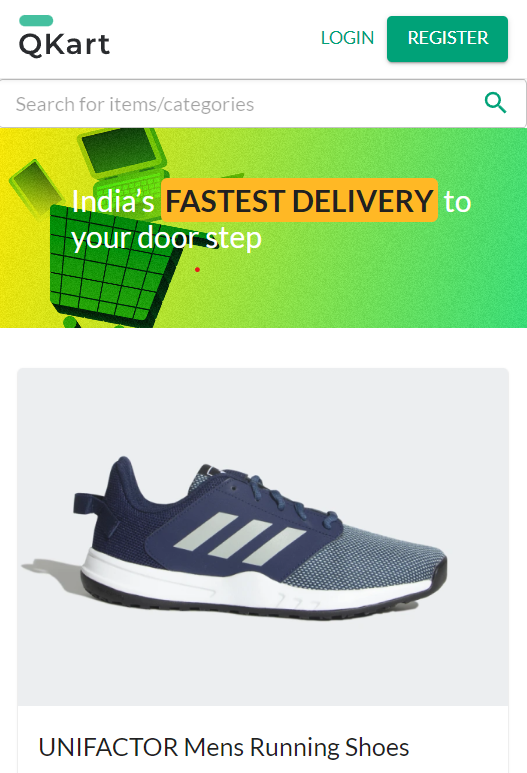 QKart
LOGIN
REGISTER
Search for items/categories
India's FASTEST DELIVERY to
your door step
UNIFACTOR Mens Running Shoes